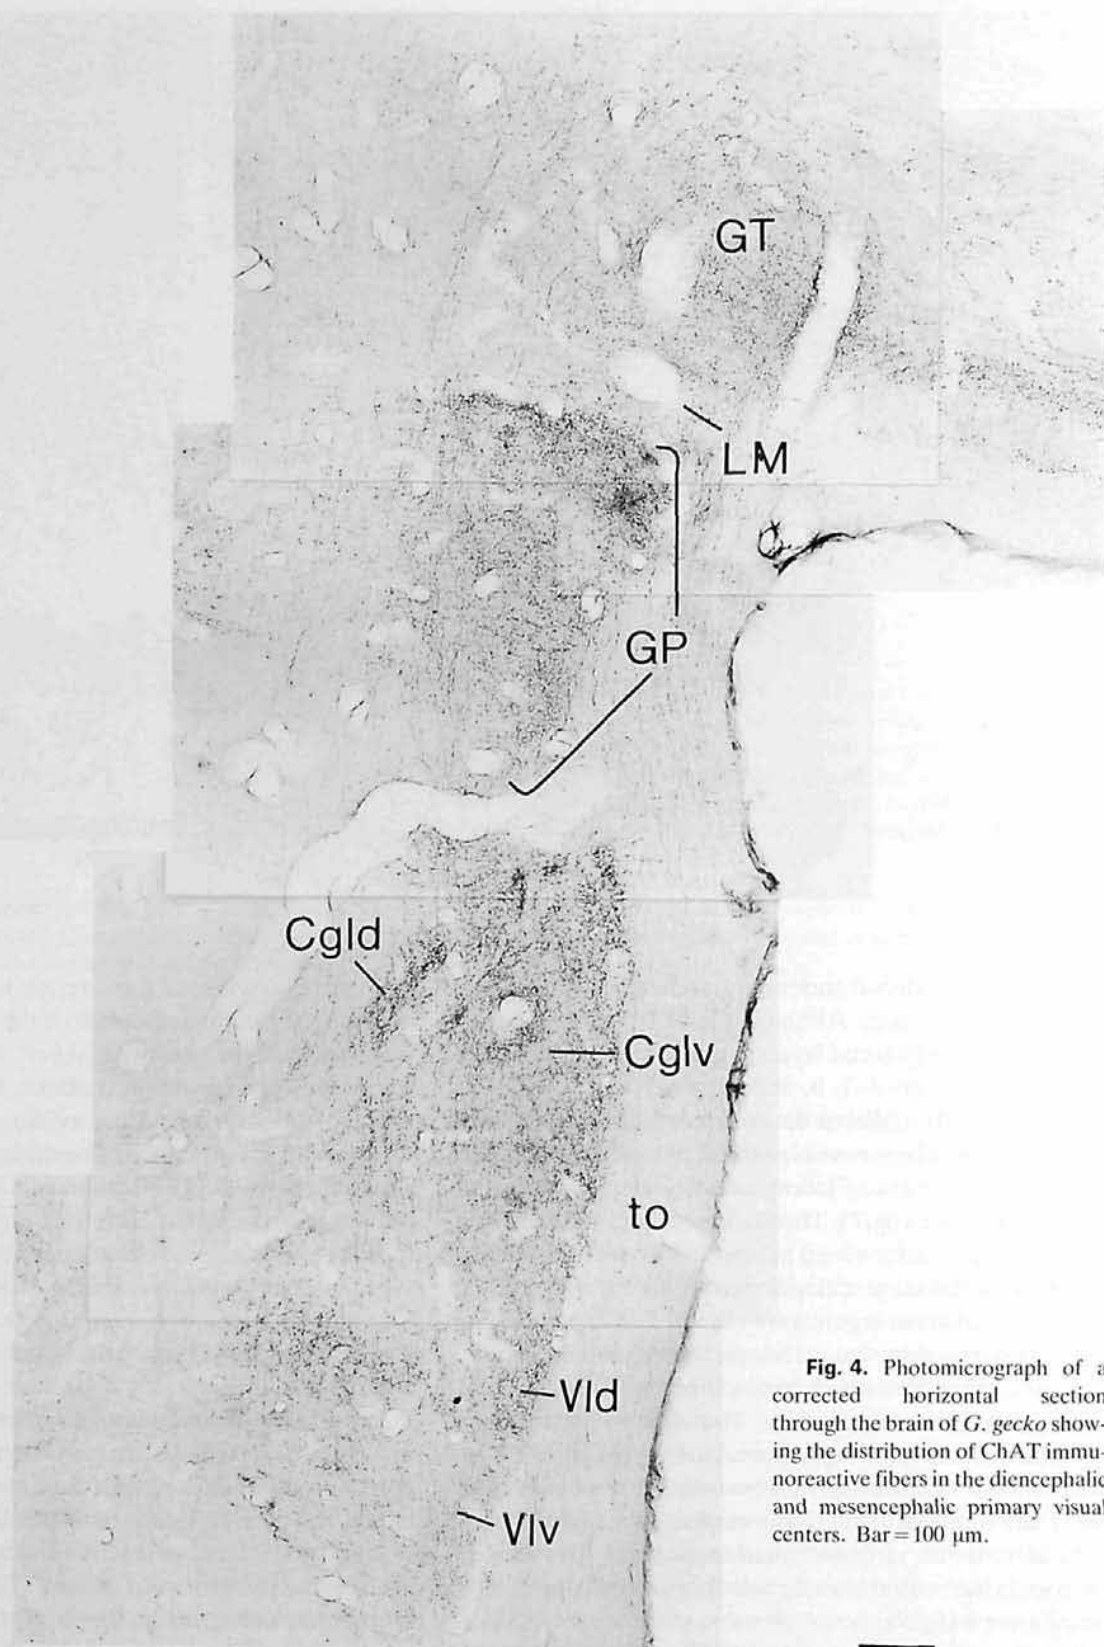 GT
LM
GP
Cgld
Cglv
to
Vld
Vlv
Fig. 4. Photomicrograph of a
corrected horizontal section
through the brain of G. gecko show-
ing the distribution of ChAT immu-
noreactive fibers in the diencephalic
and mesencephalic primary visual
centers. Bar = 100 µm.